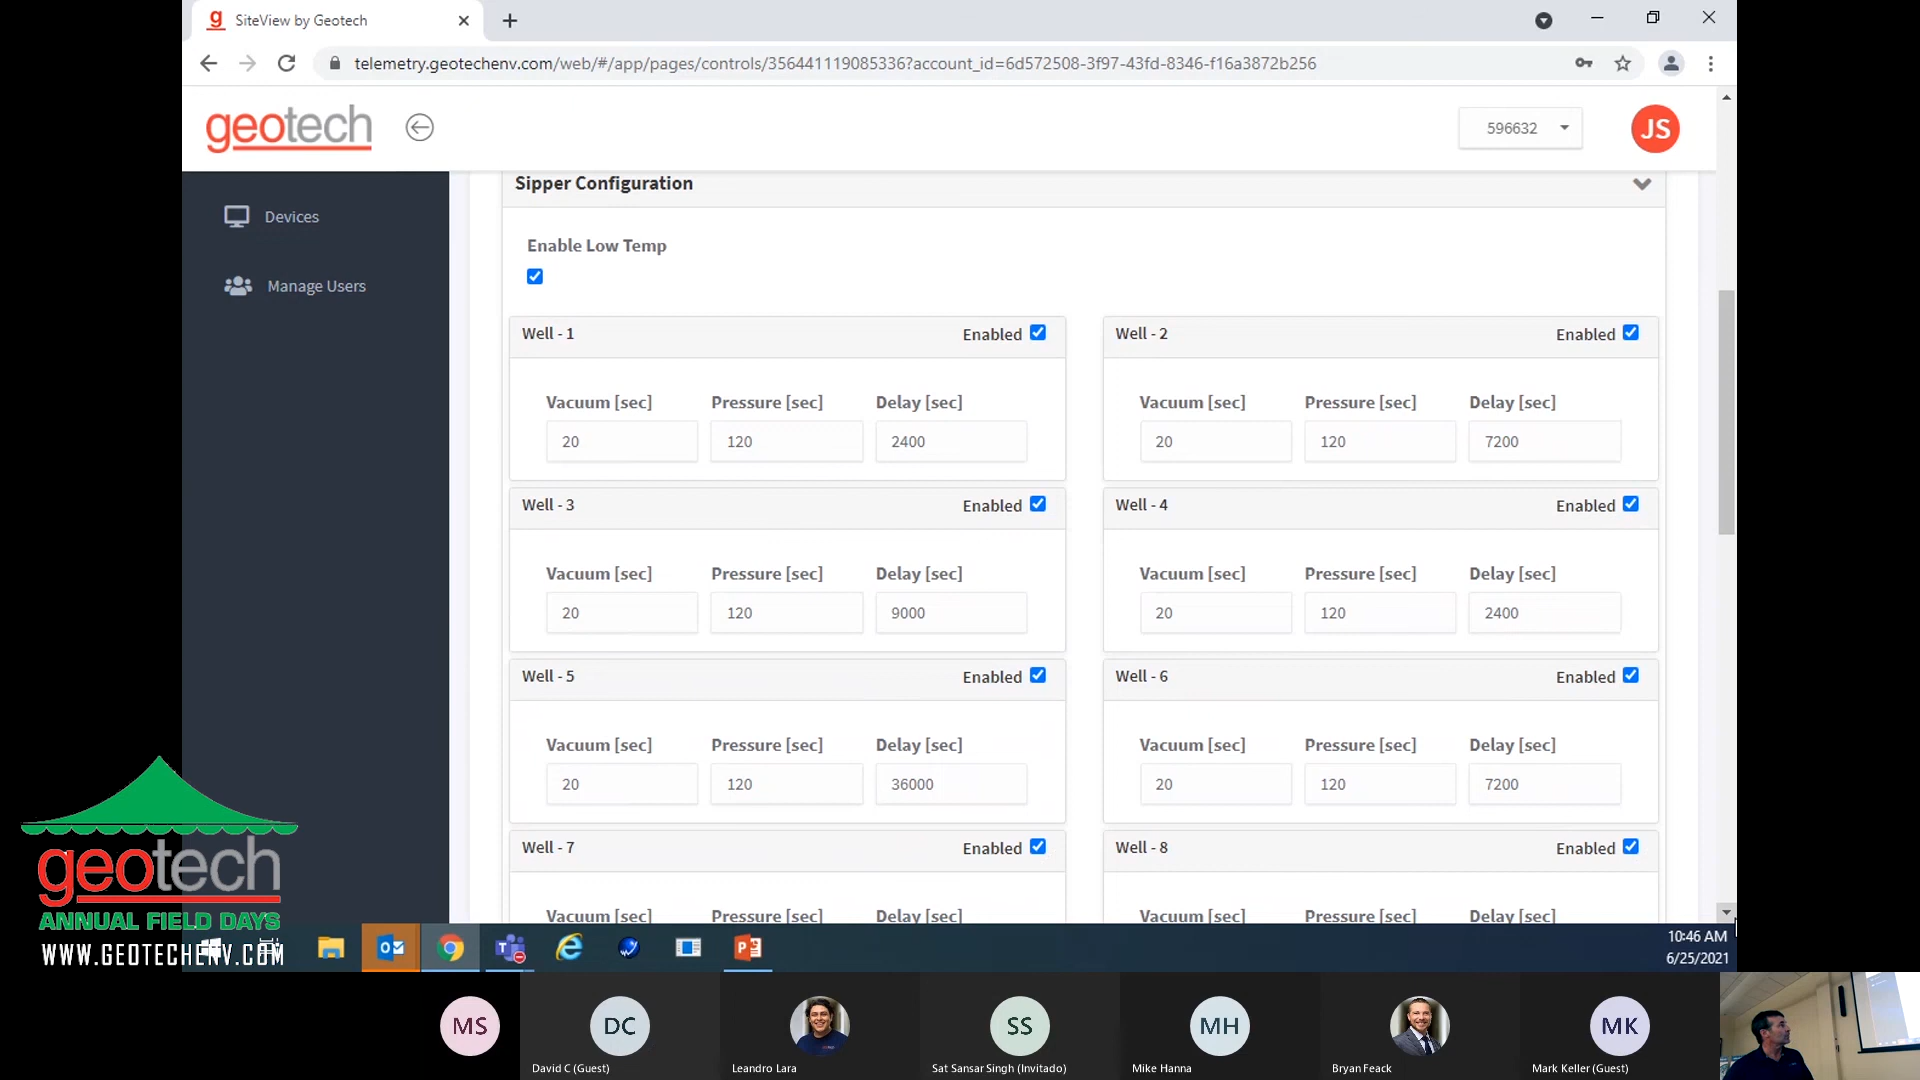 g SiteView by Geotech
telemetry.geotechenv.com/web/#/app/pages/controls/356441119085336?account_id=6d572508-3f97-43fd-8346-f16a3872b256
geotech
596632
JS
Devices
Manage Users
Sipper Configuration
Enable Low Temp
Well - 1 Enabled
Vacuum [sec] Pressure [sec] Delay [sec]
20 120 2400
Well - 2 Enabled
Vacuum [sec] Pressure [sec] Delay [sec]
20 120 7200
Well - 3 Enabled
Vacuum [sec] Pressure [sec] Delay [sec]
20 120 9000
Well - 4 Enabled
Vacuum [sec] Pressure [sec] Delay [sec]
20 120 2400
Well - 5 Enabled
Vacuum [sec] Pressure [sec] Delay [sec]
20 120 36000
Well - 6 Enabled
Vacuum [sec] Pressure [sec] Delay [sec]
20 120 7200
Well - 7 Enabled
Vacuum [sec] Pressure [sec] Delay [sec]
Well - 8 Enabled
Vacuum [sec] Pressure [sec] Delay [sec]
geotech
ANNUAL FIELD DAYS
WWW.GEOTECHENV.COM
10:46 AM
6/25/2021
MS
DC
David C (Guest)
Leandro Lara
SS
Sat Sansar Singh (Invitado)
MH
Mike Hanna
Bryan Feack
MK
Mark Keller (Guest)